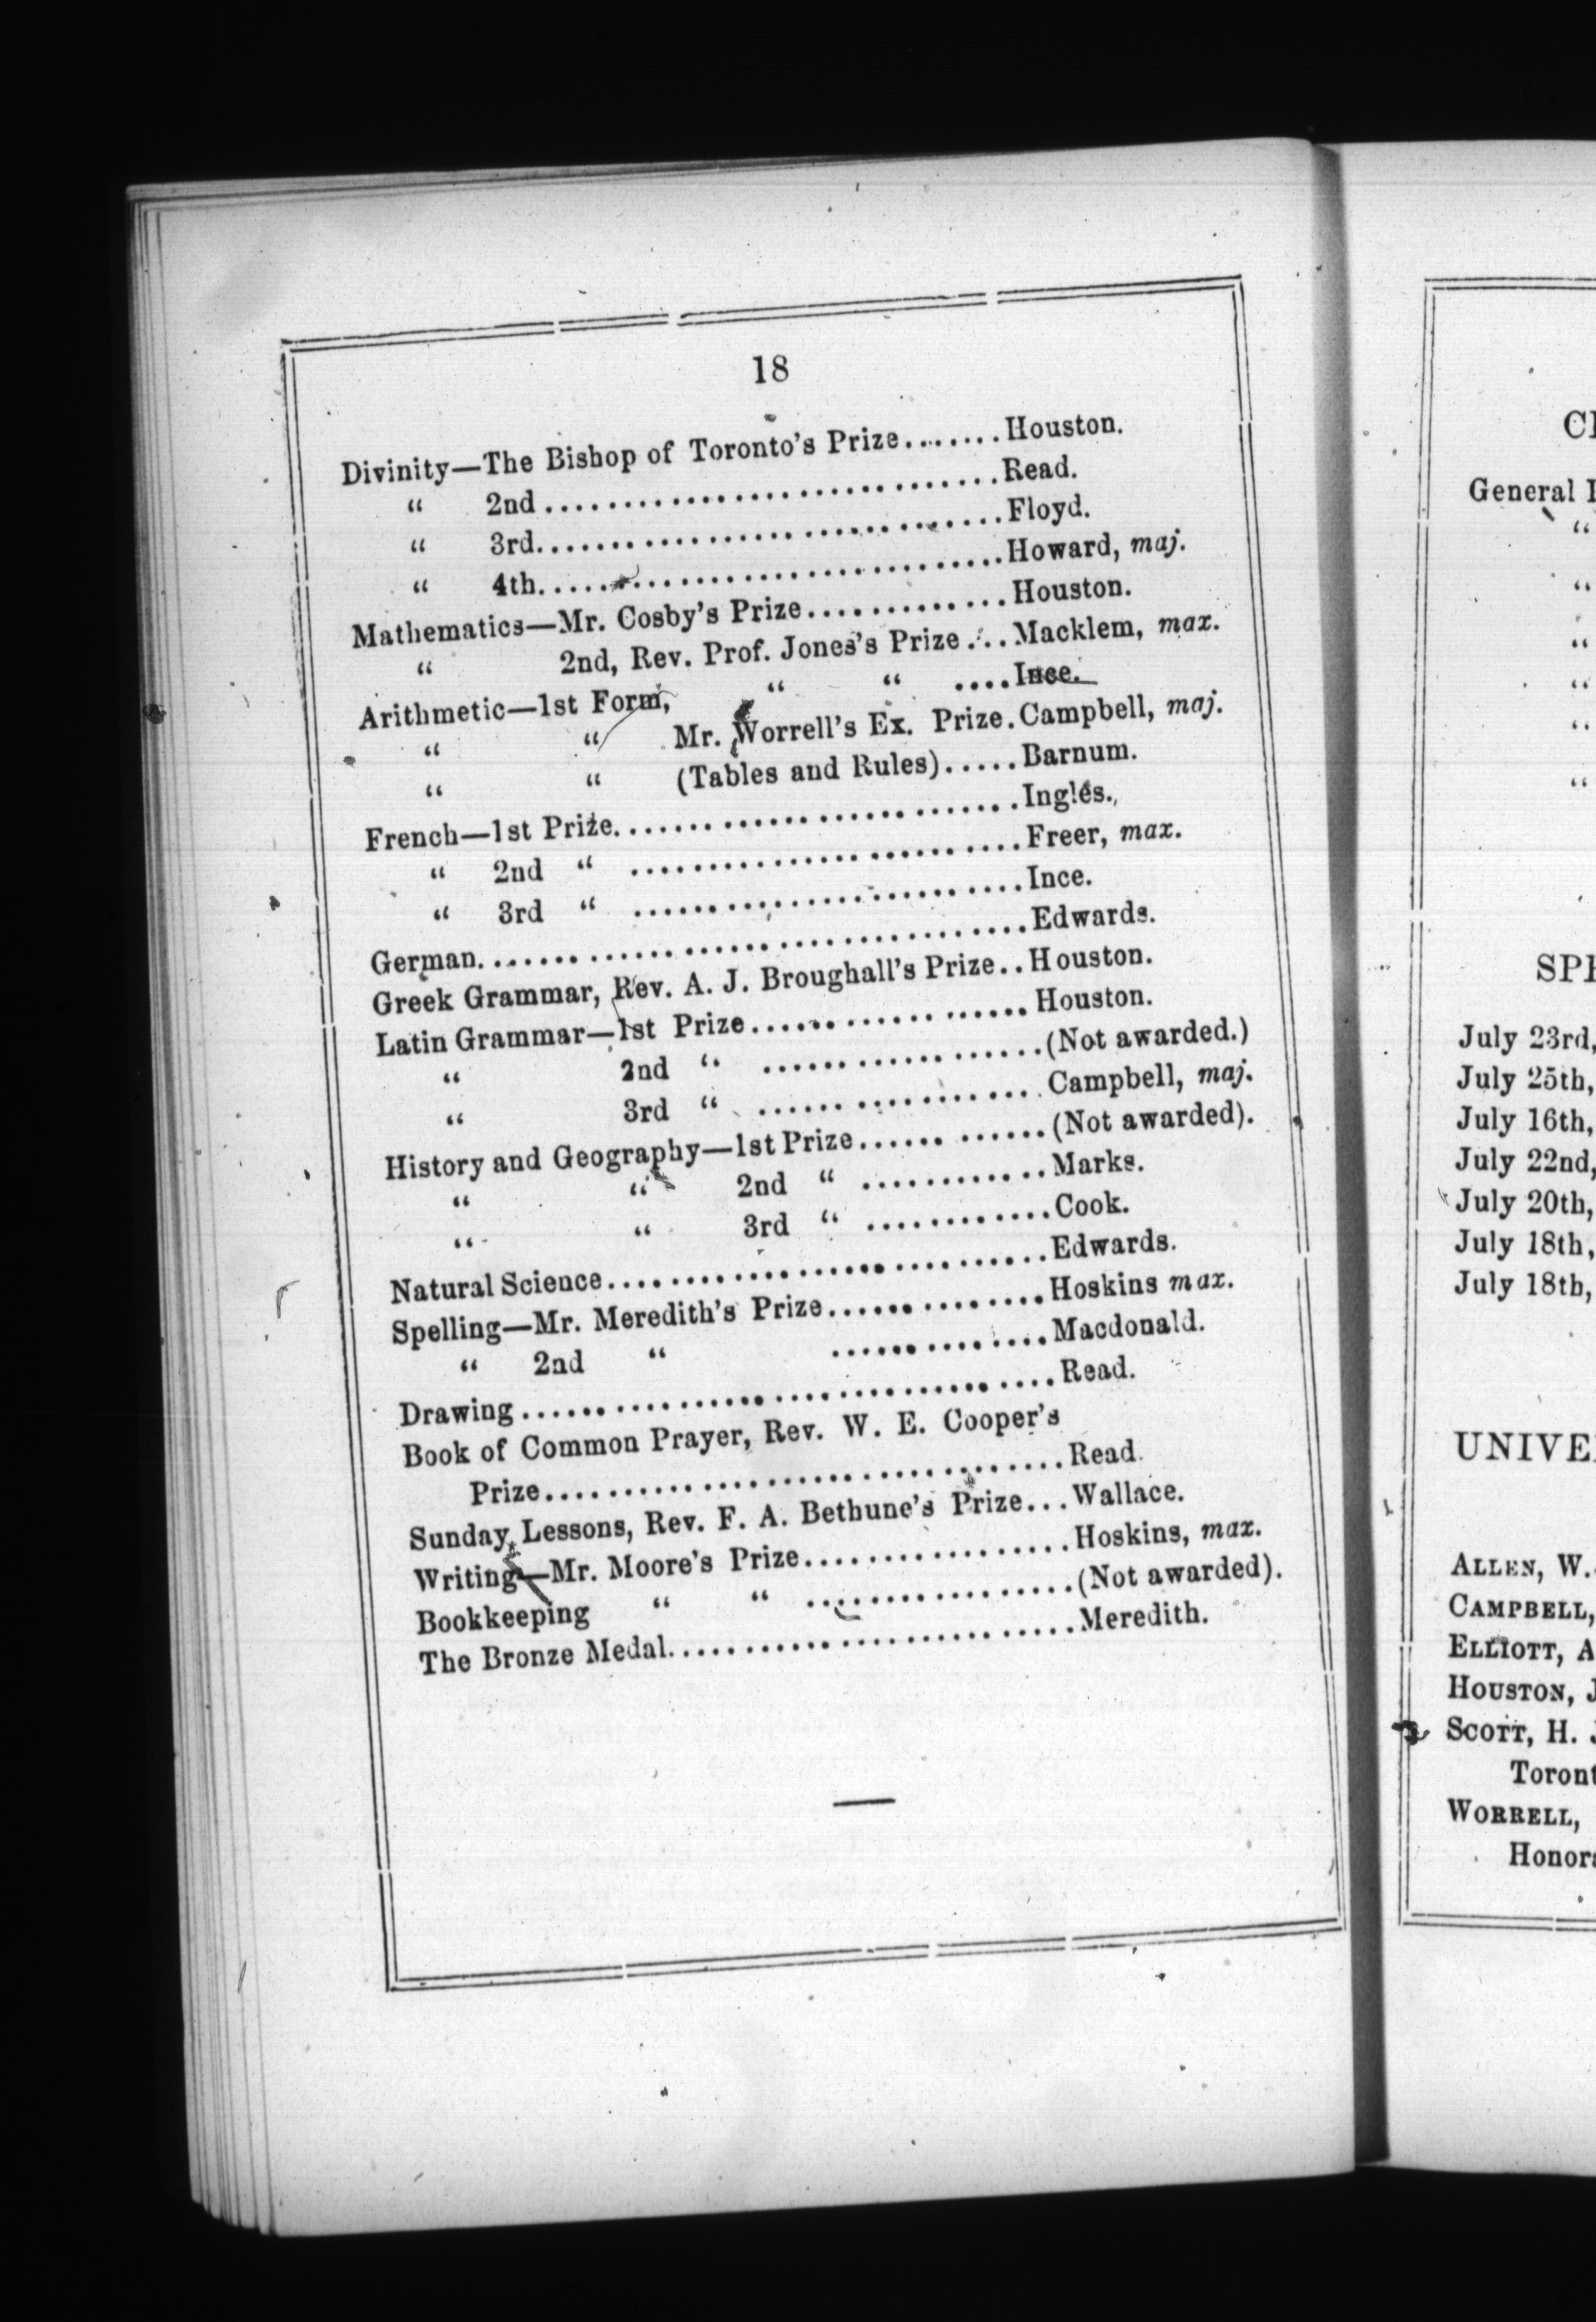 18
Divinity—The Bishop of Toronto's Prize.......Houston.
“ 2nd..............................Read.
“ 3rd..............................Floyd.
“ 4th..............................Howard, maj.
Mathematics—Mr. Cosby's Prize.............Houston.
“ 2nd, Rev. Prof. Jones's Prize....Macklem, max.
Arithmetic—1st Form, “ “ ....Ince.
“ “ Mr. Worrell's Ex. Prize.Campbell, maj.
“ “ (Tables and Rules).....Barnum.
French—1st Prize..........................Inglés.
“ 2nd “ .........................Freer, max.
“ 3rd “ .........................Ince.
German...................................Edwards.
Greek Grammar, Rev. A. J. Broughall's Prize..Houston.
Latin Grammar—1st Prize..................Houston.
“ 2nd “ ..................(Not awarded.)
“ 3rd “ ..................Campbell, maj.
History and Geography—1st Prize............(Not awarded).
“ “ 2nd “ ............Marks.
“ “ 3rd “ ............Cook.
Natural Science............................Edwards.
Spelling—Mr. Meredith's Prize..............Hoskins max.
“ 2nd “ ..............Macdonald.
Drawing..................................Read.
Book of Common Prayer, Rev. W. E. Cooper's
Prize.................................Read.
Sunday Lessons, Rev. F. A. Bethune's Prize...Wallace.
Writing—Mr. Moore's Prize.................Hoskins, max.
Bookkeeping “ “ .................(Not awarded).
The Bronze Medal..........................Meredith.
General
“
“
“
“
“
“
July 23rd,
July 25th,
July 16th,
July 22nd,
July 20th,
July 18th,
July 18th,
ALLEN, W.
CAMPBELL,
ELLIOTT, A
HOUSTON, J
SCOTT, H. J
WORRELL,